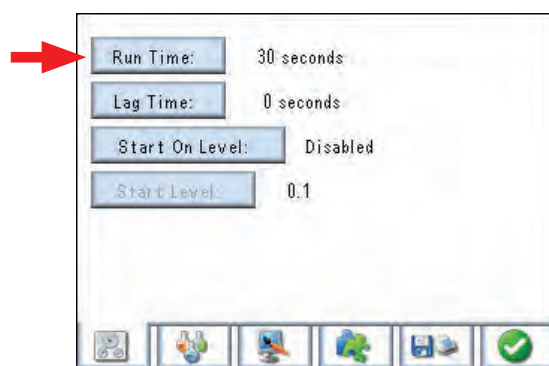 Run Time: 30 seconds
Lag Time: 0 seconds
Start On Level: Disabled
Start Level: 0.1